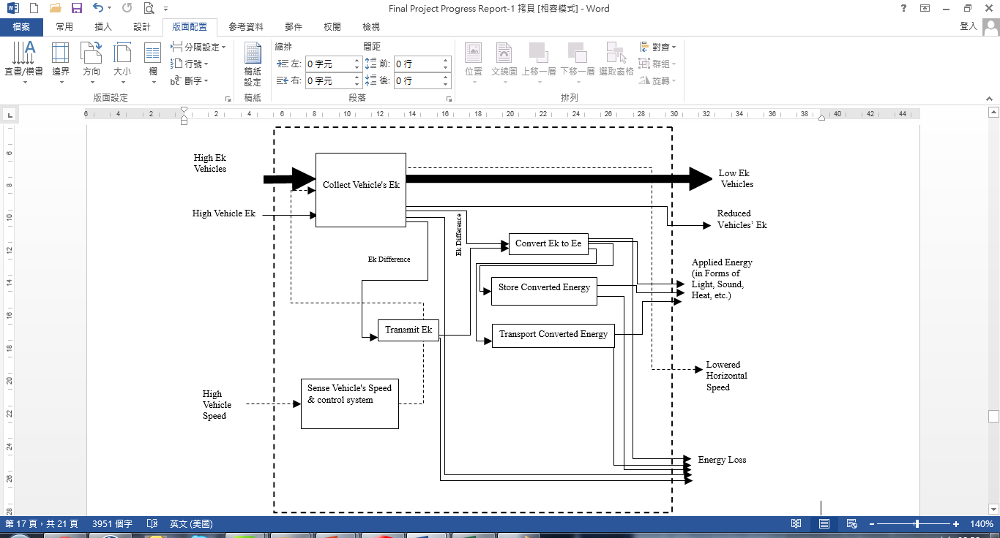 Final Project Progress Report-1 拷貝 [相容模式] - Word
檔案 常用 插入 設計 版面配置 參考資料 郵件 校閱 檢視 登入
直書/橫書 邊界 方向 大小 欄
分隔設定
行號
斷字
版面設定
稿紙
設定
稿紙
縮排 間距
左: 0 字元 前: 0 行
右: 0 字元 後: 0 行
段落
位置 文繞圖 上移一層 下移一層 選取窗格
對齊
群組
旋轉
排列
6 4 2 2 4 6 8 10 12 14 16 18 20 22 24 26 28 30 32 34 36 38 40 42 44
6
8
10
12
14
16
18
20
22
24
26
28
High Ek
Vehicles
Collect Vehicle's Ek
Low Ek
Vehicles
High Vehicle Ek
Reduced
Vehicles’ Ek
Ek Difference
Ek Difference
Convert Ek to Ee
Applied Energy
(in Forms of
Light, Sound,
Heat, etc.)
Store Converted Energy
Transmit Ek
Transport Converted Energy
Lowered
Horizontal
Speed
Sense Vehicle's Speed
& control system
High
Vehicle
Speed
Energy Loss
第 17 頁，共 21 頁 3951 個字 英文 (美國) 140%